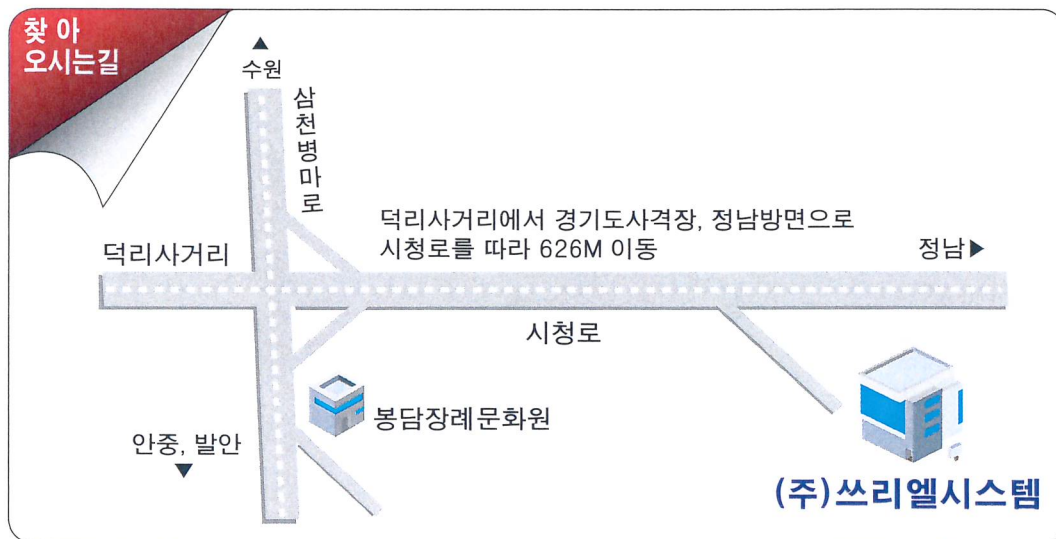 찾 아
오시는길
▲
수원
삼천병마로
덕리사거리에서 경기도사격장, 정남방면으로
시청로를 따라 626M 이동
덕리사거리
정남▶
시청로
봉담장례문화원
안중, 발안
▼
(주)쓰리엘시스템